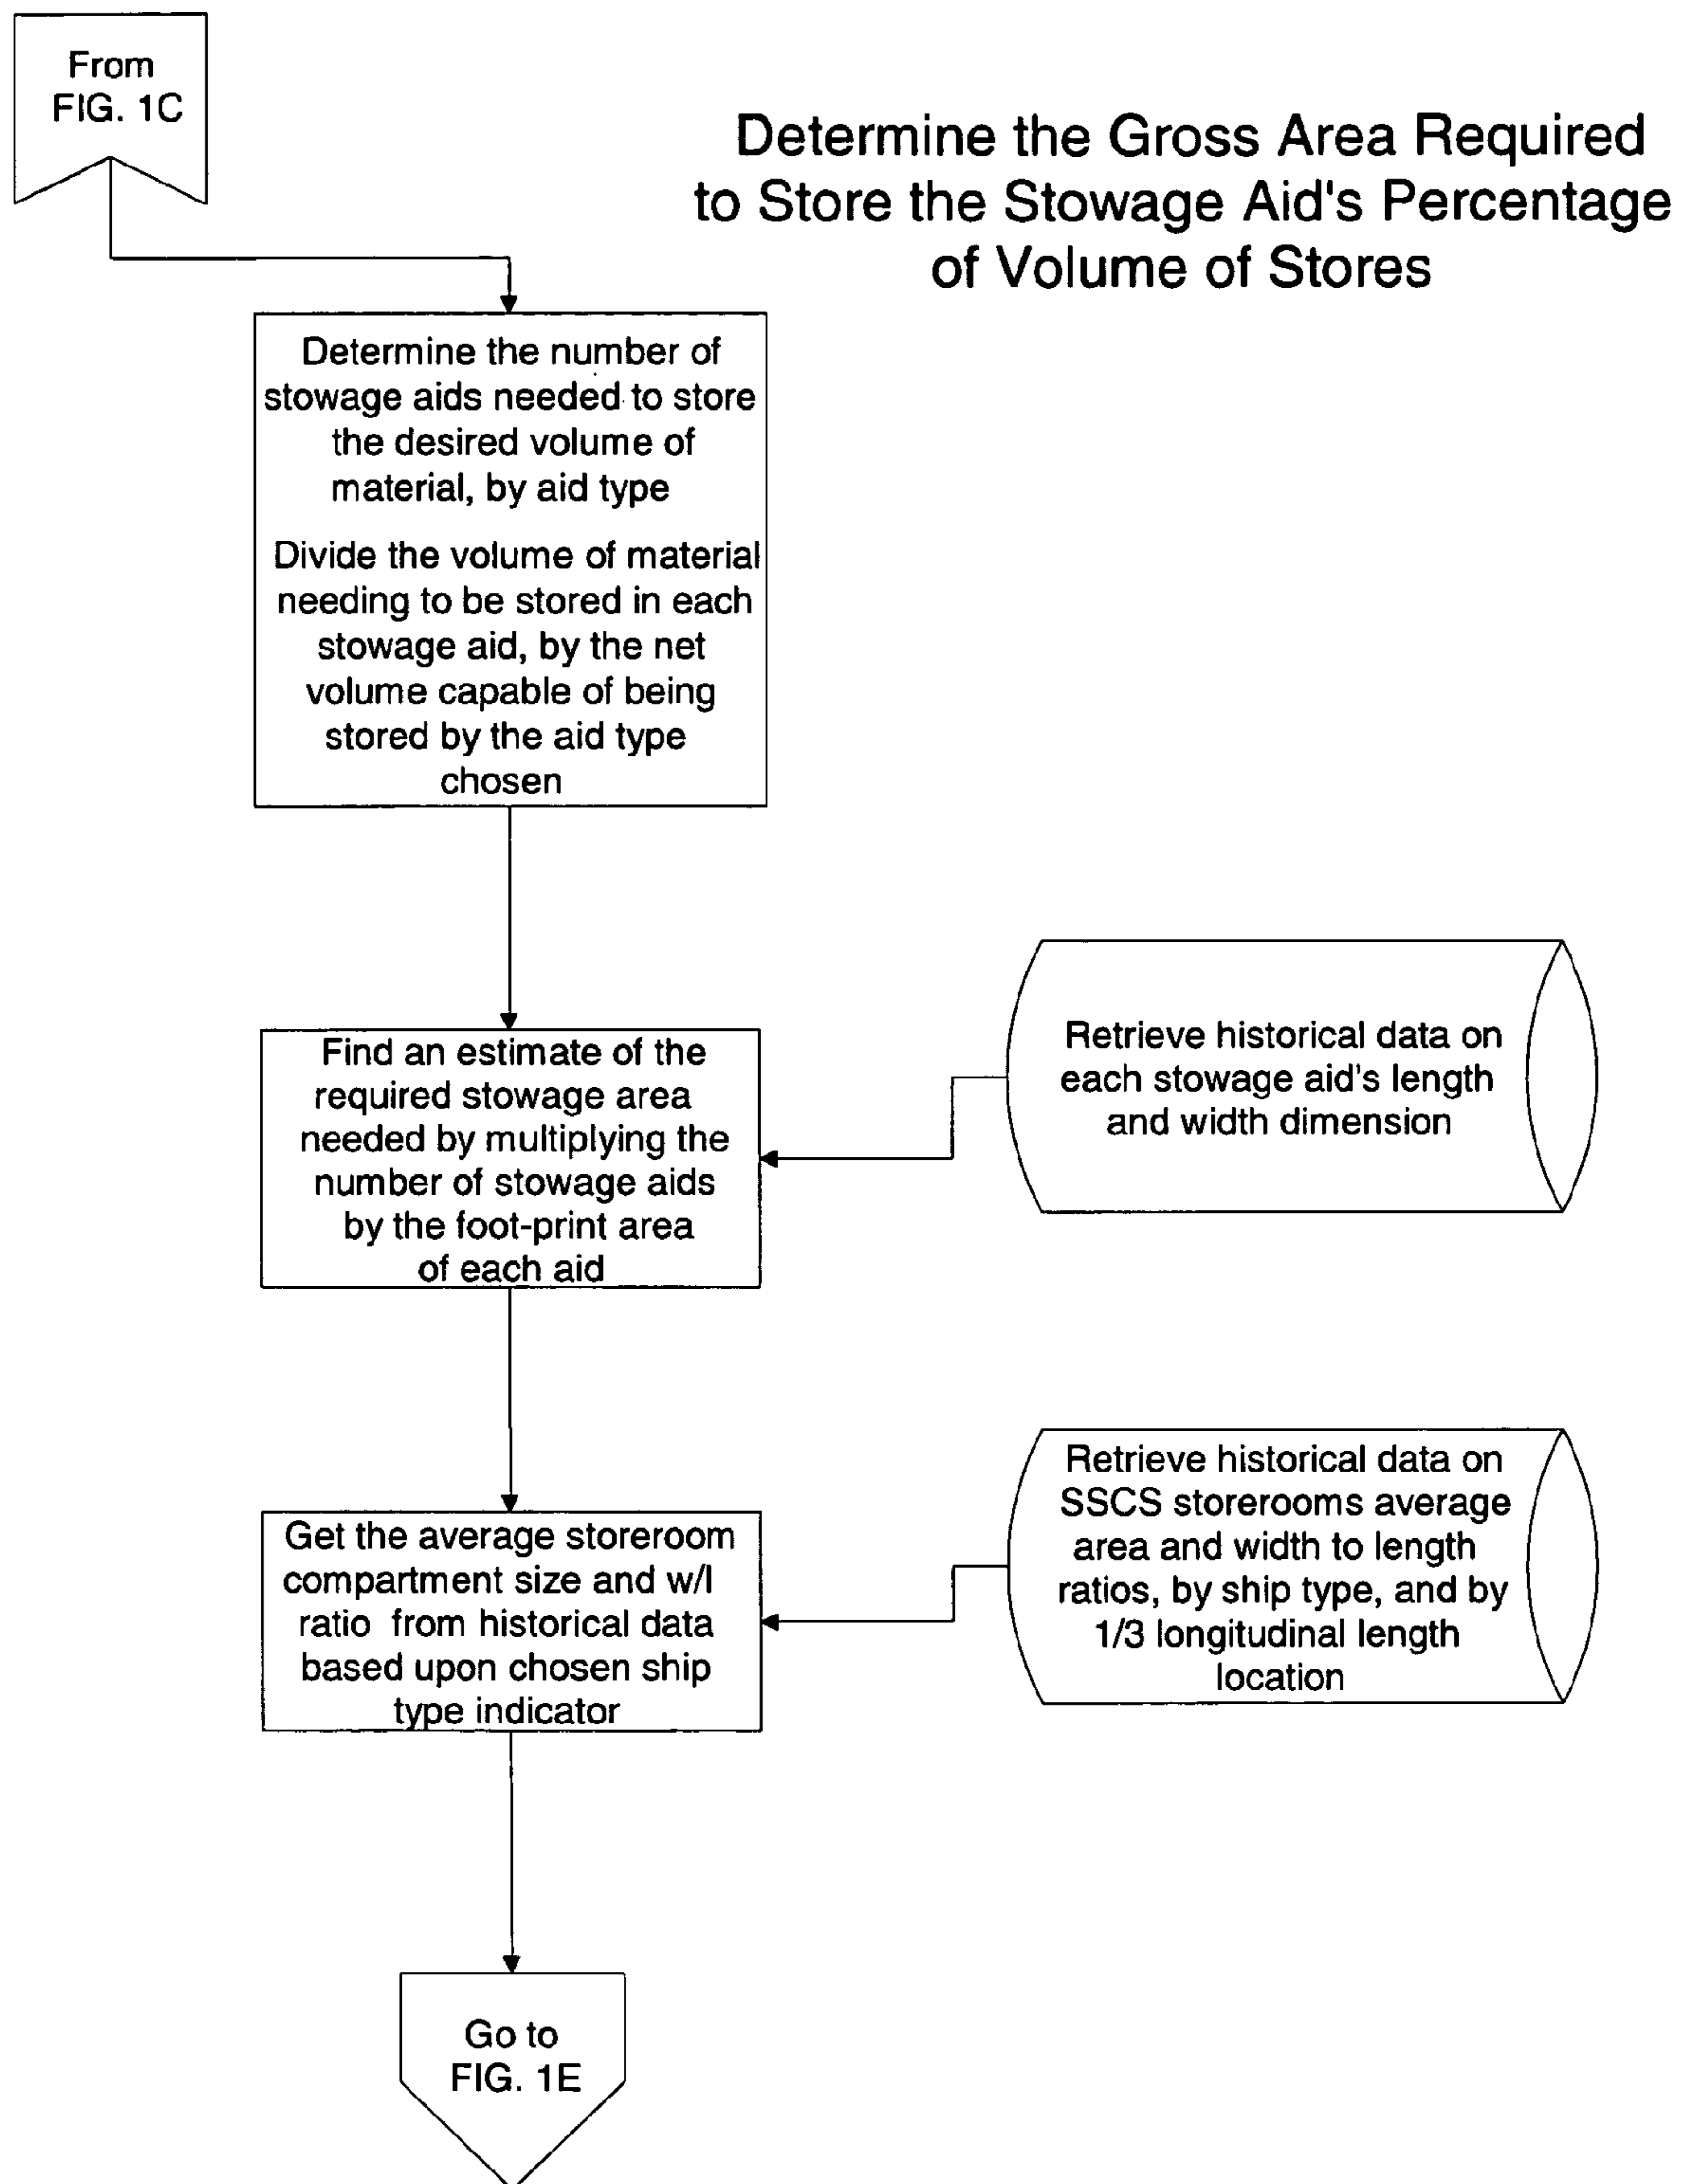 From
FIG. 1C
Determine the Gross Area Required
to Store the Stowage Aid's Percentage
of Volume of Stores
Determine the number of
stowage aids needed to store
the desired volume of
material, by aid type
Divide the volume of material
needing to be stored in each
stowage aid, by the net
volume capable of being
stored by the aid type
chosen
Find an estimate of the
required stowage area
needed by multiplying the
number of stowage aids
by the foot-print area
of each aid
Retrieve historical data on
each stowage aid's length
and width dimension
Get the average storeroom
compartment size and w/l
ratio from historical data
based upon chosen ship
type indicator
Retrieve historical data on
SSCS storerooms average
area and width to length
ratios, by ship type, and by
1/3 longitudinal length
location
Go to
FIG. 1E